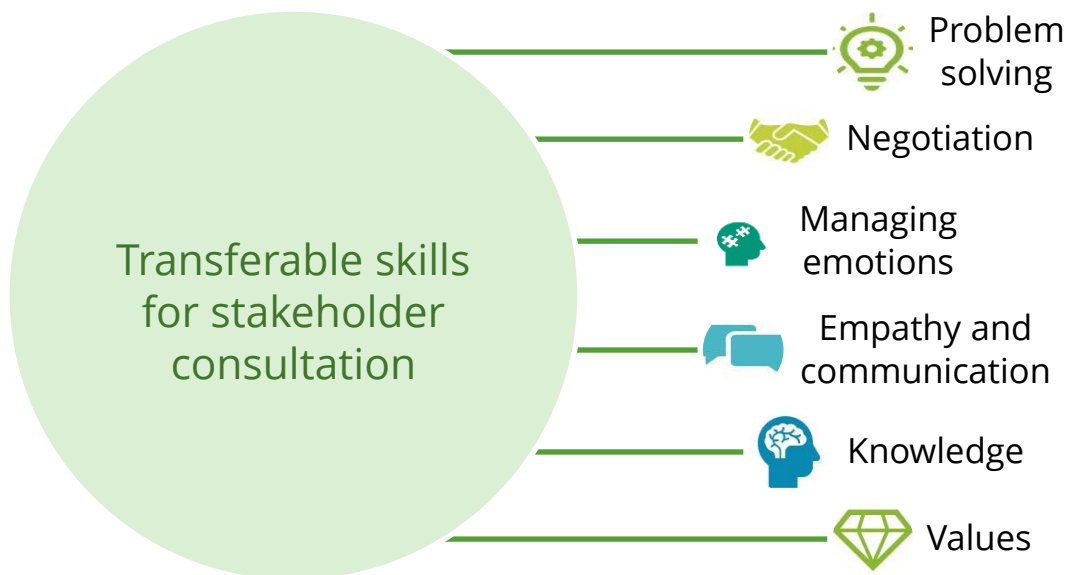 Transferable skills
for stakeholder
consultation
Problem
solving
Negotiation
Managing
emotions
Empathy and
communication
Knowledge
Values